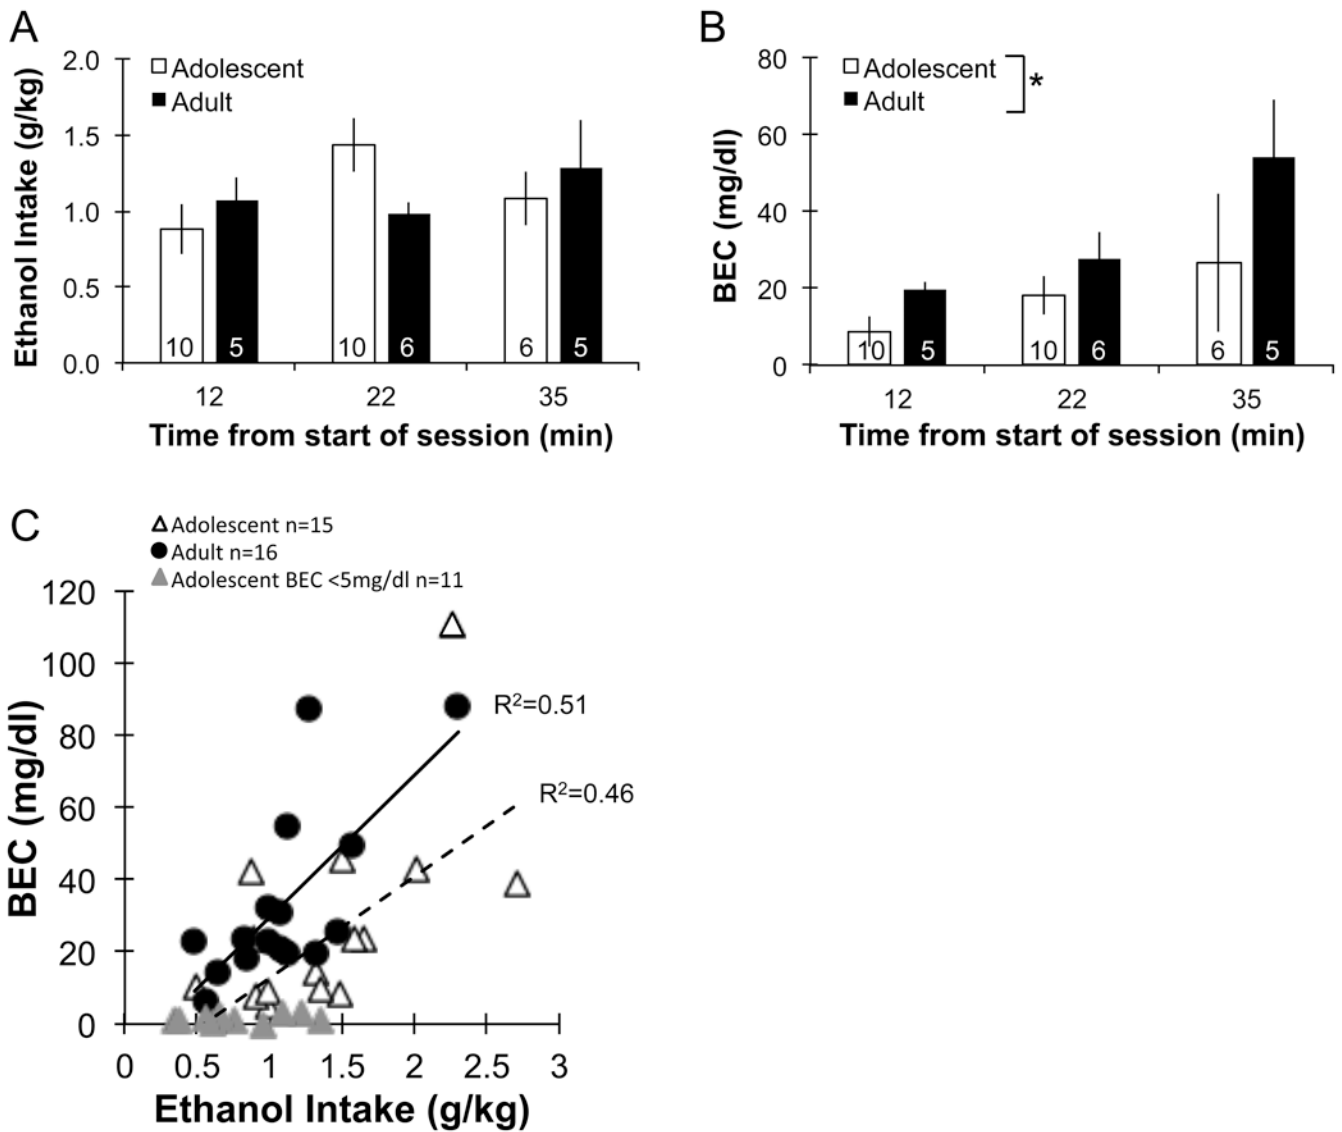 A
Ethanol Intake (g/kg)
2.0
1.5
1.0
0.5
0.0
Adolescent
Adult
10 5 10 6 6 5
12 22 35
Time from start of session (min)
B
BEC (mg/dl)
80
60
40
20
0
Adolescent
Adult
*
10 5 10 6 6 5
12 22 35
Time from start of session (min)
C
Adolescent n=15
Adult n=16
Adolescent BEC <5mg/dl n=11
BEC (mg/dl)
120
100
80
60
40
20
0
R²=0.51
R²=0.46
0 0.5 1 1.5 2 2.5 3
Ethanol Intake (g/kg)